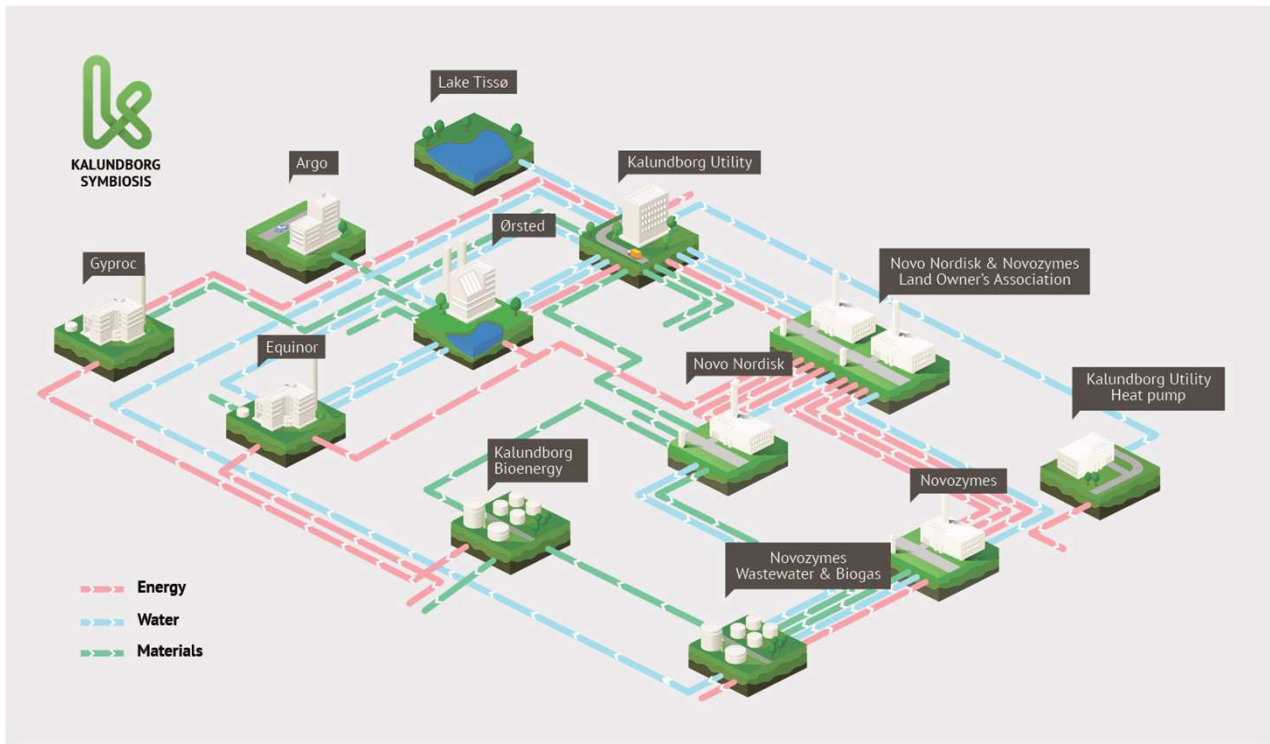 KALUNDBORG
SYMBIOSIS
Lake Tissø
Argo
Kalundborg Utility
Ørsted
Gyproc
Novo Nordisk & Novozymes
Land Owner's Association
Equinor
Novo Nordisk
Kalundborg Utility
Heat pump
Kalundborg
Bioenergy
Novozymes
Novozymes
Wastewater & Biogas
Energy
Water
Materials